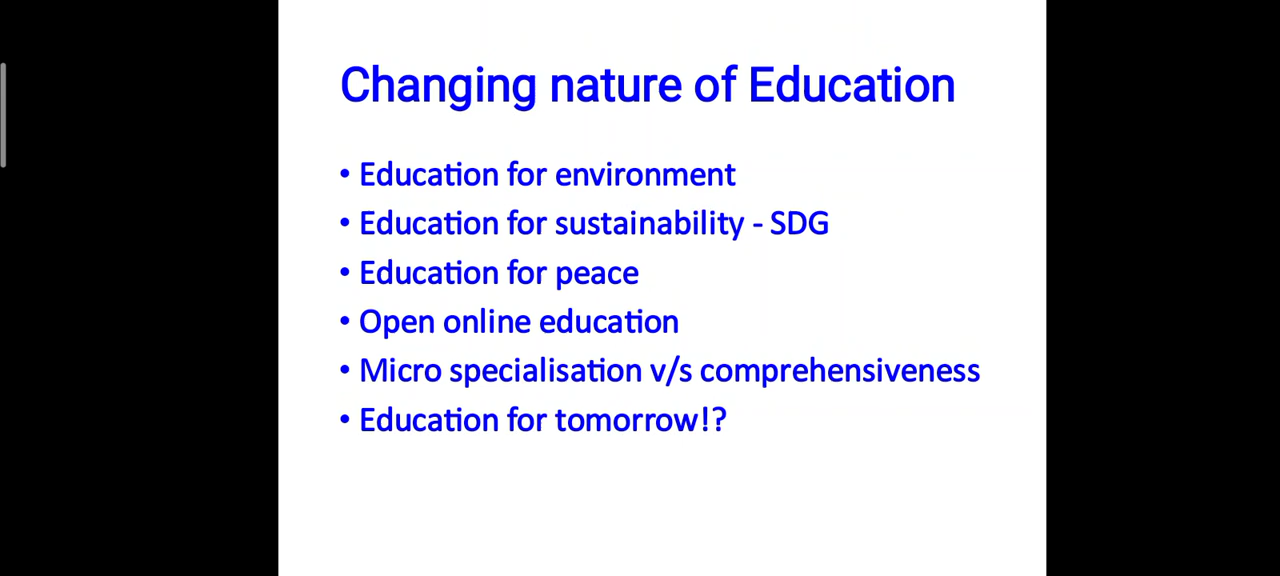 Changing nature of Education
• Education for environment
• Education for sustainability - SDG
• Education for peace
• Open online education
• Micro specialisation v/s comprehensiveness
• Education for tomorrow!?